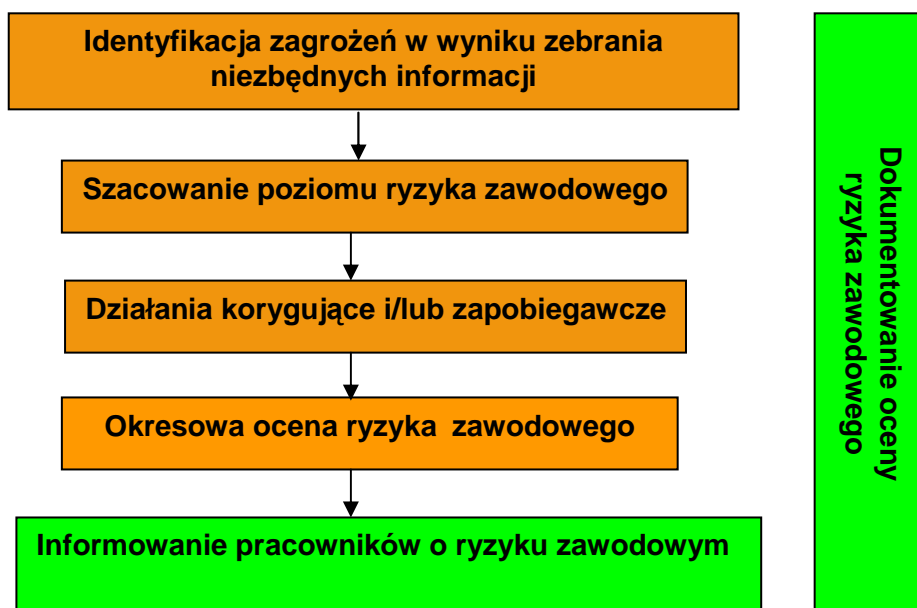 Identyfikacja zagrożeń w wyniku zebrania
niezbędnych informacji
Szacowanie poziomu ryzyka zawodowego
Działania korygujące i/lub zapobiegawcze
Okresowa ocena ryzyka  zawodowego
Informowanie pracowników o ryzyku zawodowym
Dokumentowanie oceny
ryzyka zawodowego